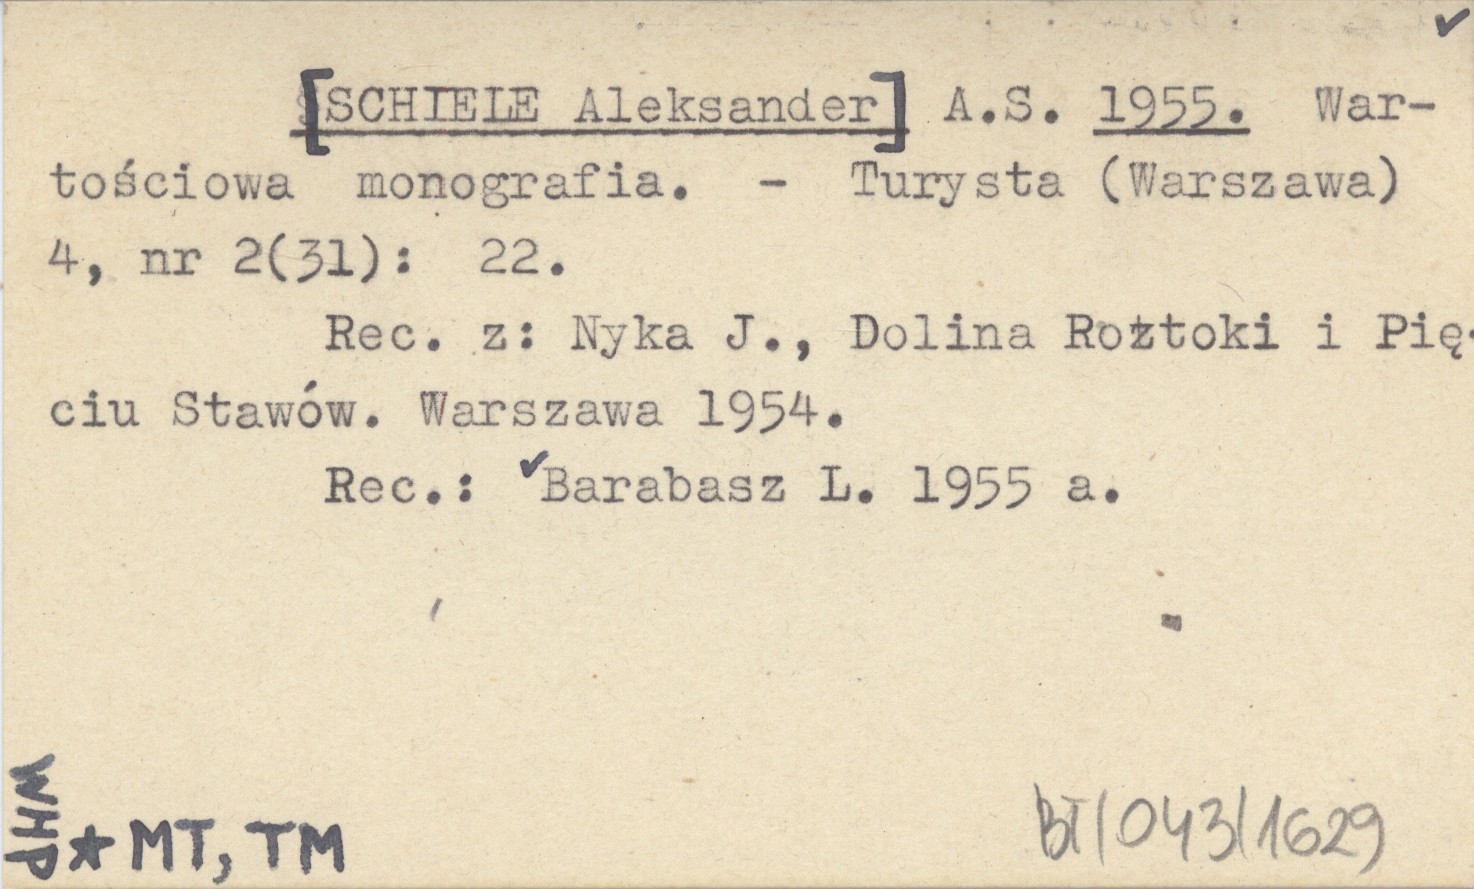 ✓
[SCHIELE Aleksander] A.S. 1955. War-
tościowa monografia. - Turysta (Warszawa)
4, nr 2(31): 22.
Rec. z: Nyka J., Dolina Roztoki i Pię-
ciu Stawów. Warszawa 1954.
Rec.: ✓Barabasz L. 1955 a.
WHP
★ MT, TM
BT/043/1629